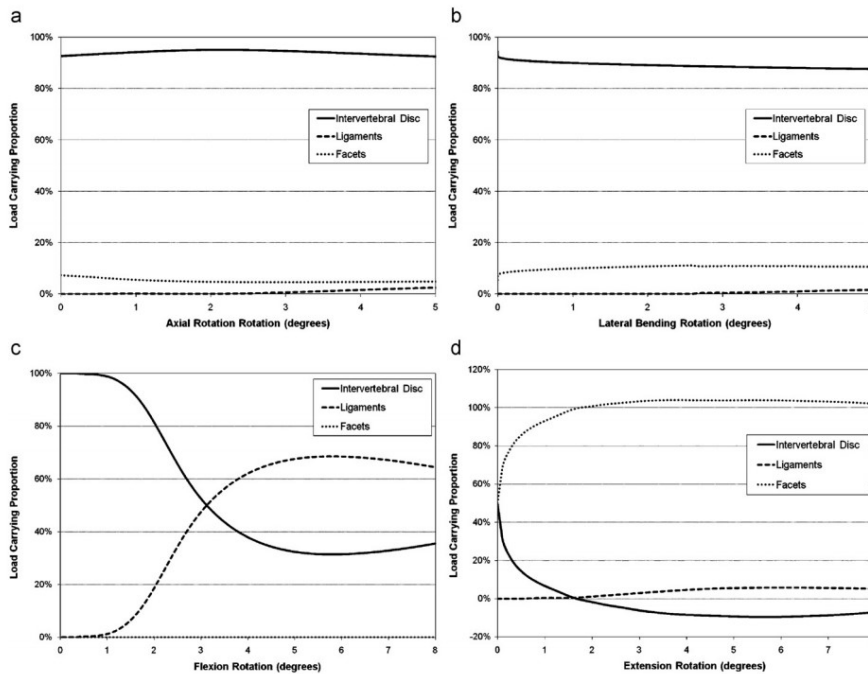 a
100%
80%
60%
40%
20%
0%
Load Carrying Proportion
Intervertebral Disc
Ligaments
Facets
0 1 2 3 4 5
Axial Rotation Rotation (degrees)
b
100%
80%
60%
40%
20%
0%
Load Carrying Proportion
Intervertebral Disc
Ligaments
Facets
0 1 2 3 4
Lateral Bending Rotation (degrees)
c
100%
80%
60%
40%
20%
0%
Load Carrying Proportion
Intervertebral Disc
Ligaments
Facets
0 1 2 3 4 5 6 7 8
Flexion Rotation (degrees)
d
120%
100%
80%
60%
40%
20%
0%
-20%
Load Carrying Proportion
Intervertebral Disc
Ligaments
Facets
0 1 2 3 4 5 6 7
Extension Rotation (degrees)